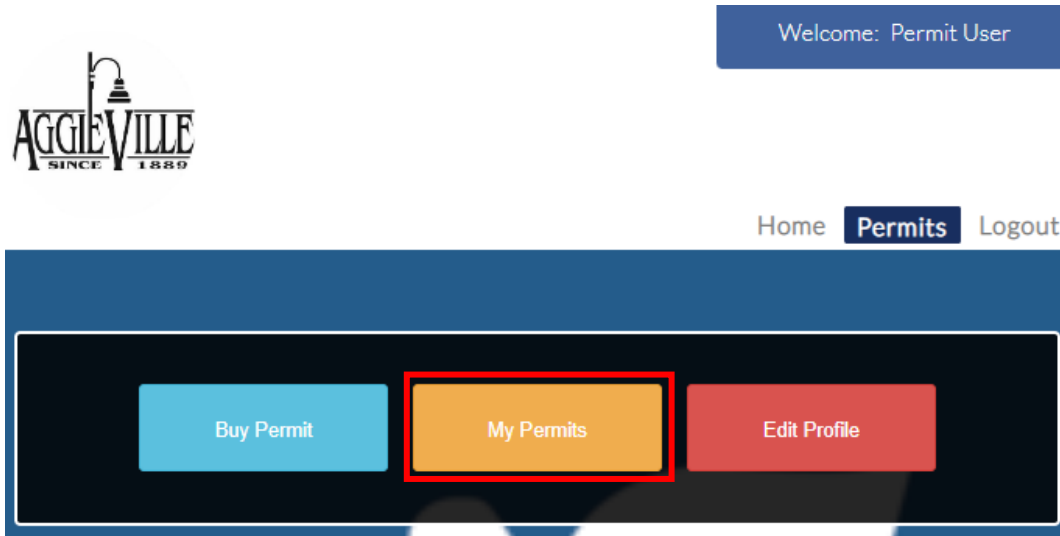 Welcome: Permit User
AGGIEVILLE
SINCE 1889
Home Permits Logout
Buy Permit My Permits Edit Profile